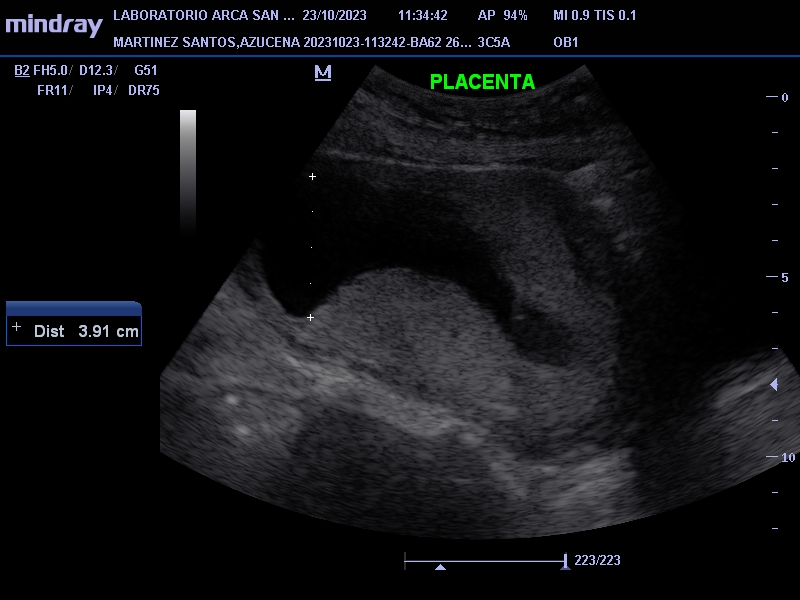 mindray LABORATORIO ARCA SAN ... 23/10/2023 11:34:42 AP 94% MI 0.9 TIS 0.1
MARTINEZ SANTOS,AZUCENA 20231023-113242-BA62 26... 3C5A OB1
B2 FH5.0/ D12.3/ G51
FR11/ IP4/ DR75
M
PLACENTA
0
5
+ Dist 3.91 cm
10
223/223